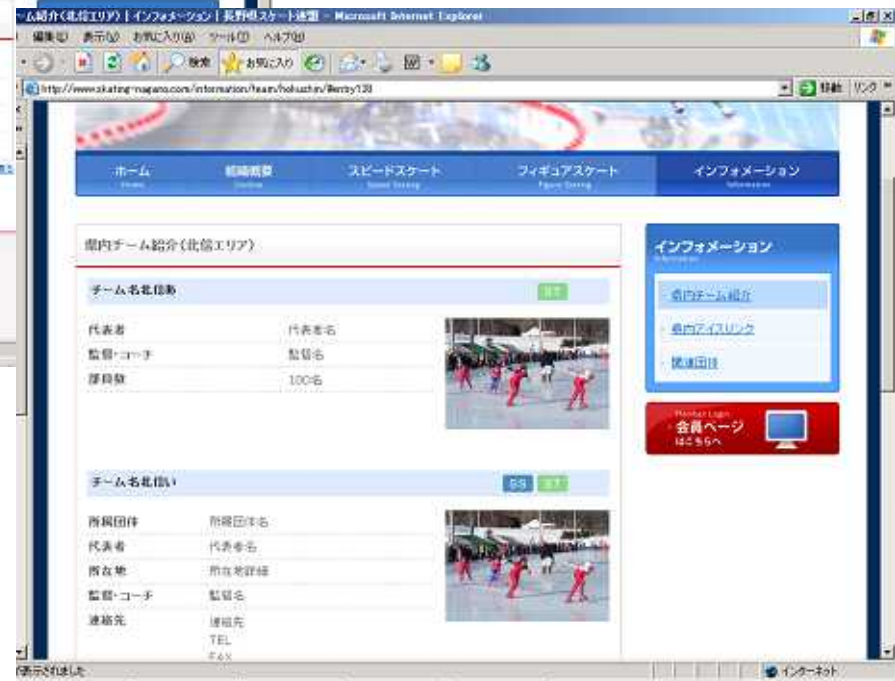 ム紹介(北信エリア) | インフォメーション | 長野県スケート連盟 - Microsoft Internet Explorer
編集(E) 表示(V) お気に入り(A) ツール(T) ヘルプ(H)
検索 お気に入り
移動 リンク
ホーム
Home
組織概要
Outline
スピードスケート
Speed Skating
フィギュアスケート
Figure Skating
インフォメーション
Information
県内チーム紹介(北信エリア)
チーム名北信あ ST
代表者 代表者名
監督・コーチ 監督名
部員数 100名
チーム名北信い SS ST
所属団体 所属団体名
代表者 代表者名
所在地 所在地詳細
監督・コーチ 監督名
連絡先 連絡先
TEL
FAX
インフォメーション
Information
県内チーム紹介
県内アイスリンク
関連団体
Member Login
会員ページ
はこちらへ
が表示されました
インターネット